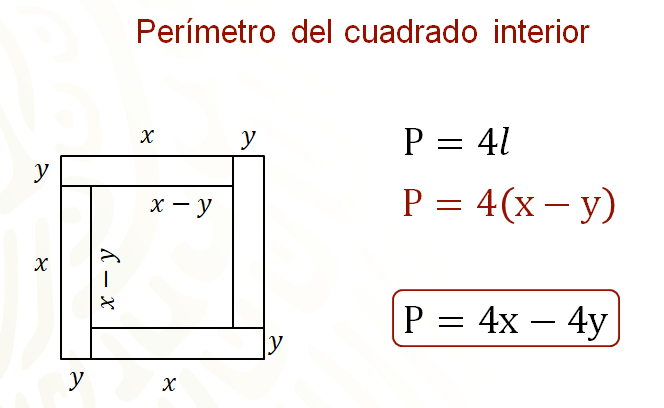 Perímetro del cuadrado interior
x
y
y
x − y
x
x − y
y
y
x
P = 4l
P = 4(x − y)
P = 4x − 4y